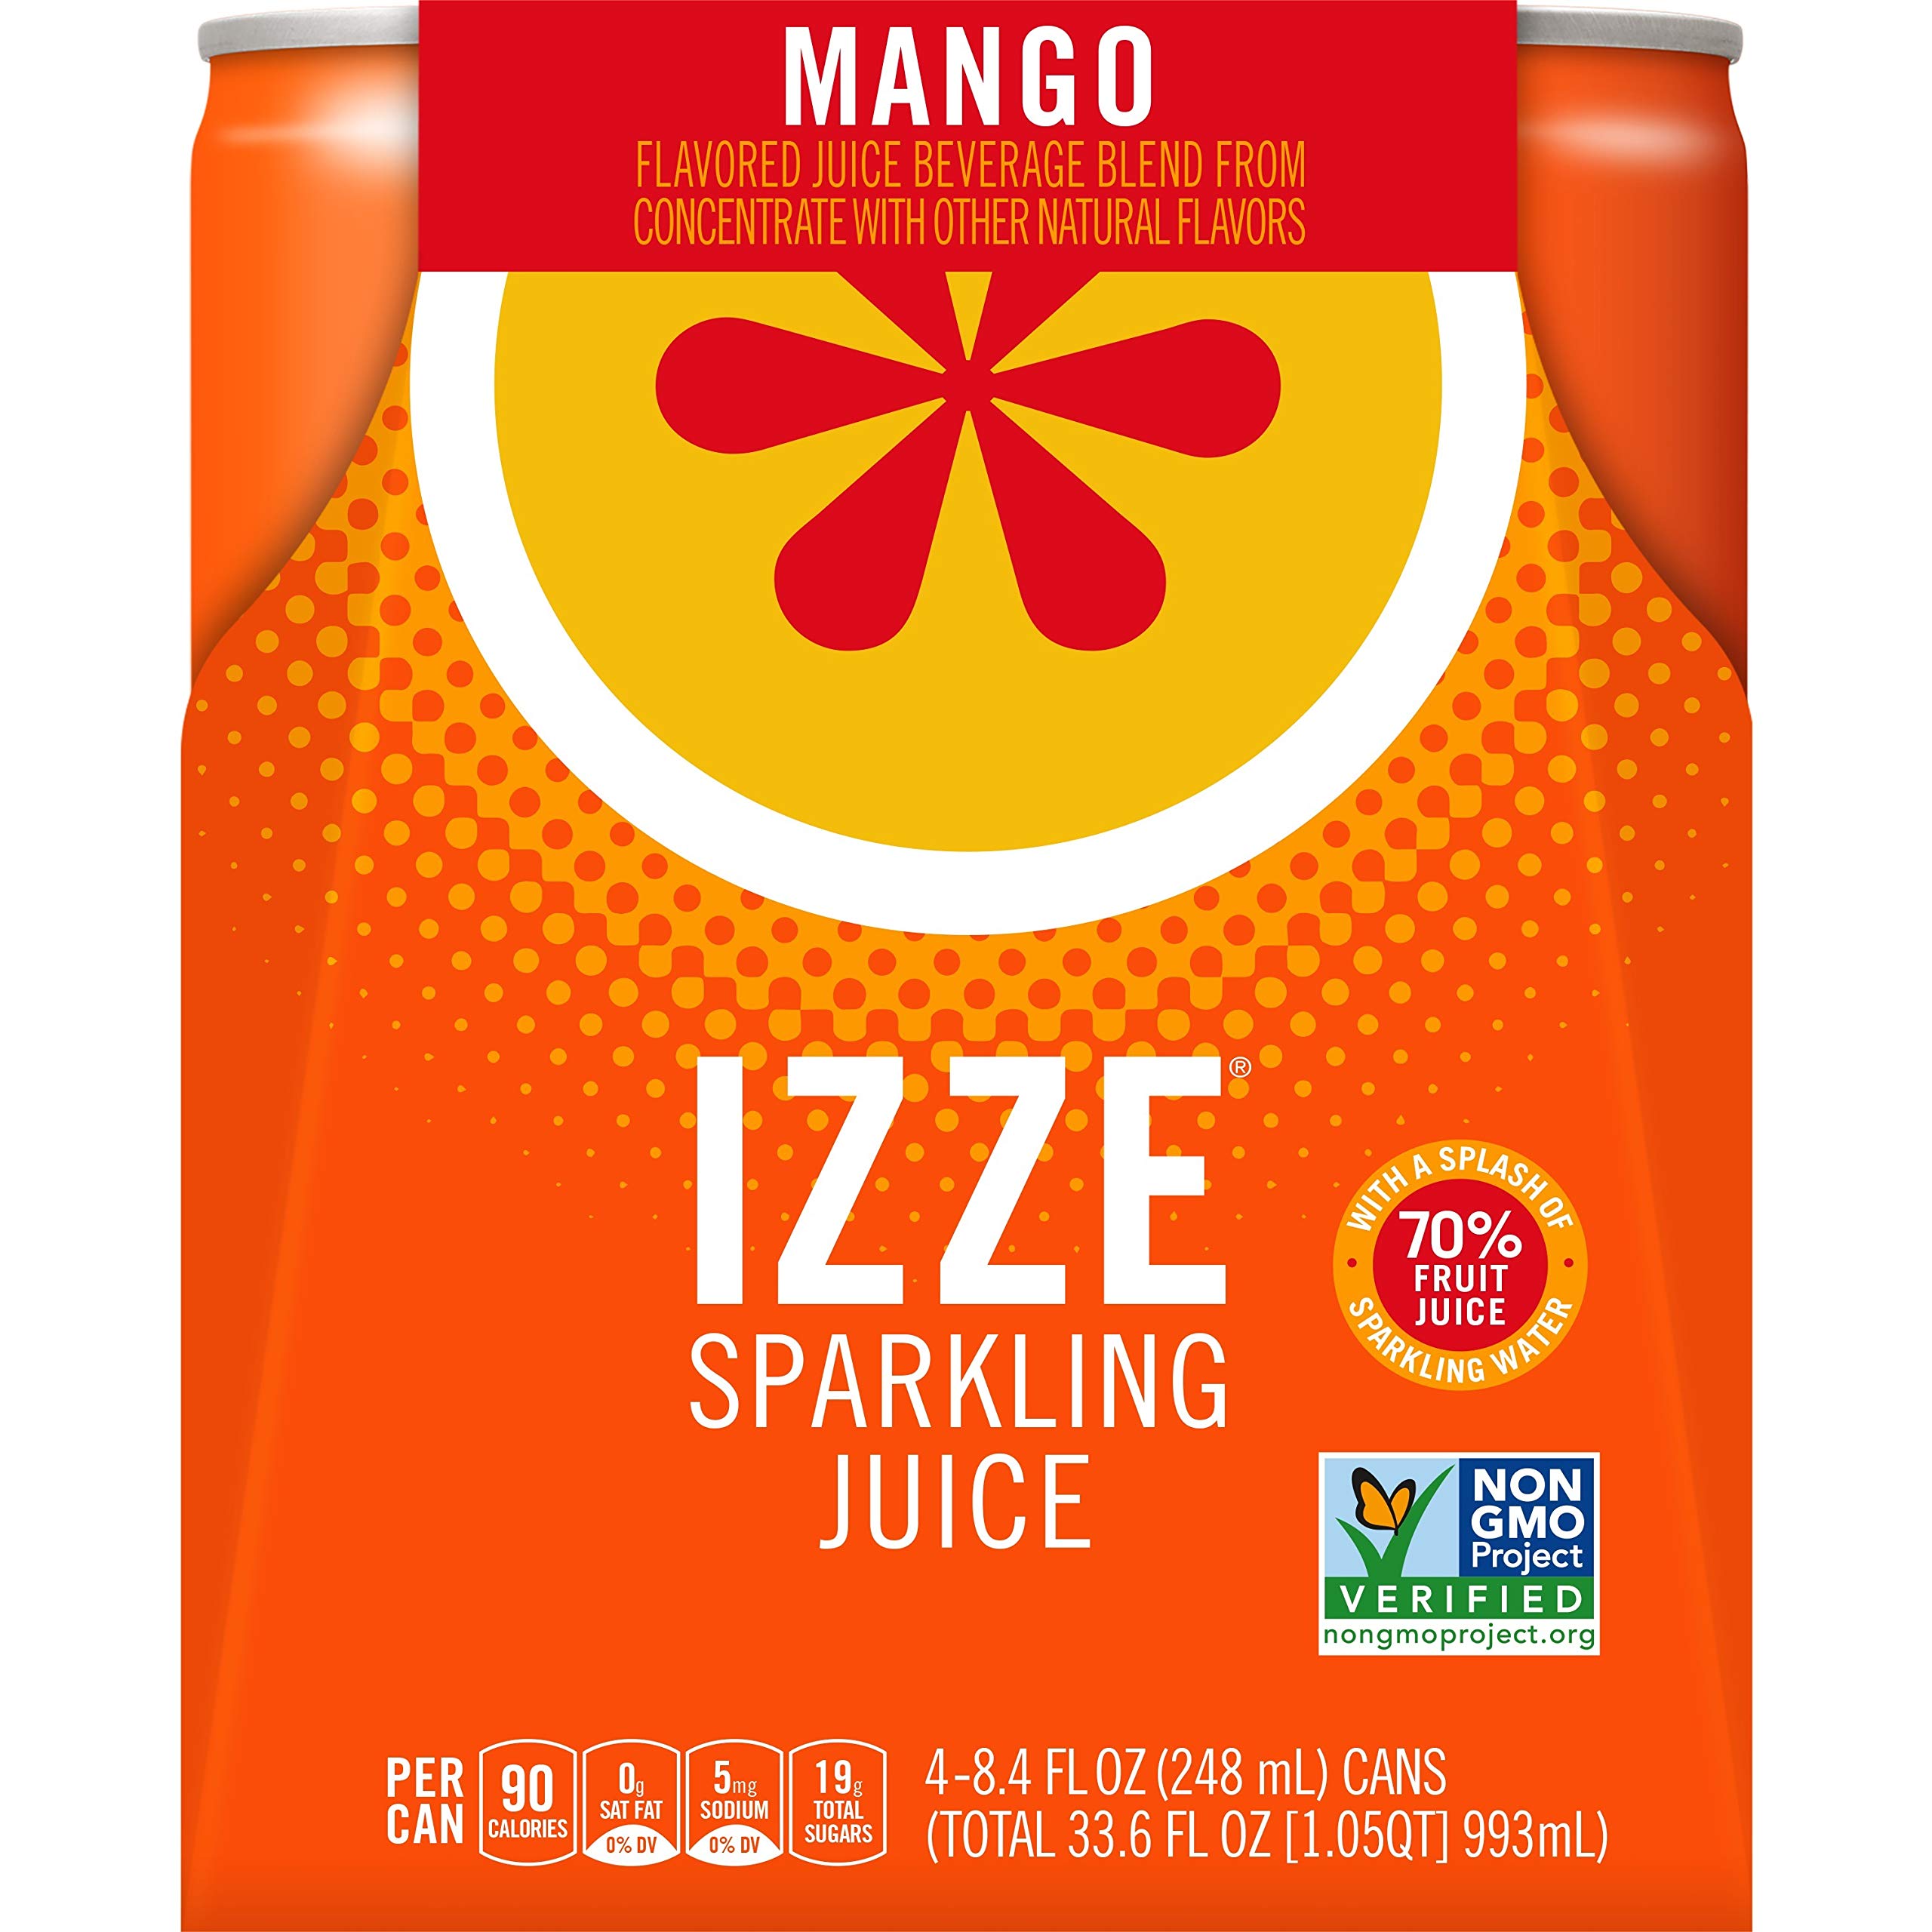 MANGO
FLAVORED JUICE BEVERAGE BLEND FROM
CONCENTRATE WITH OTHER NATURAL FLAVORS
IZZE®
SPARKLING
JUICE
WITH A SPLASH OF
70%
FRUIT
JUICE
SPARKLING WATER
NON
GMO
Project
VERIFIED
nongmoproject.org
PER
CAN
90
CALORIES
0g
SAT FAT
0% DV
5mg
SODIUM
0% DV
19g
TOTAL
SUGARS
4-8.4 FL OZ (248 mL) CANS
(TOTAL 33.6 FL OZ [1.05QT] 993mL)